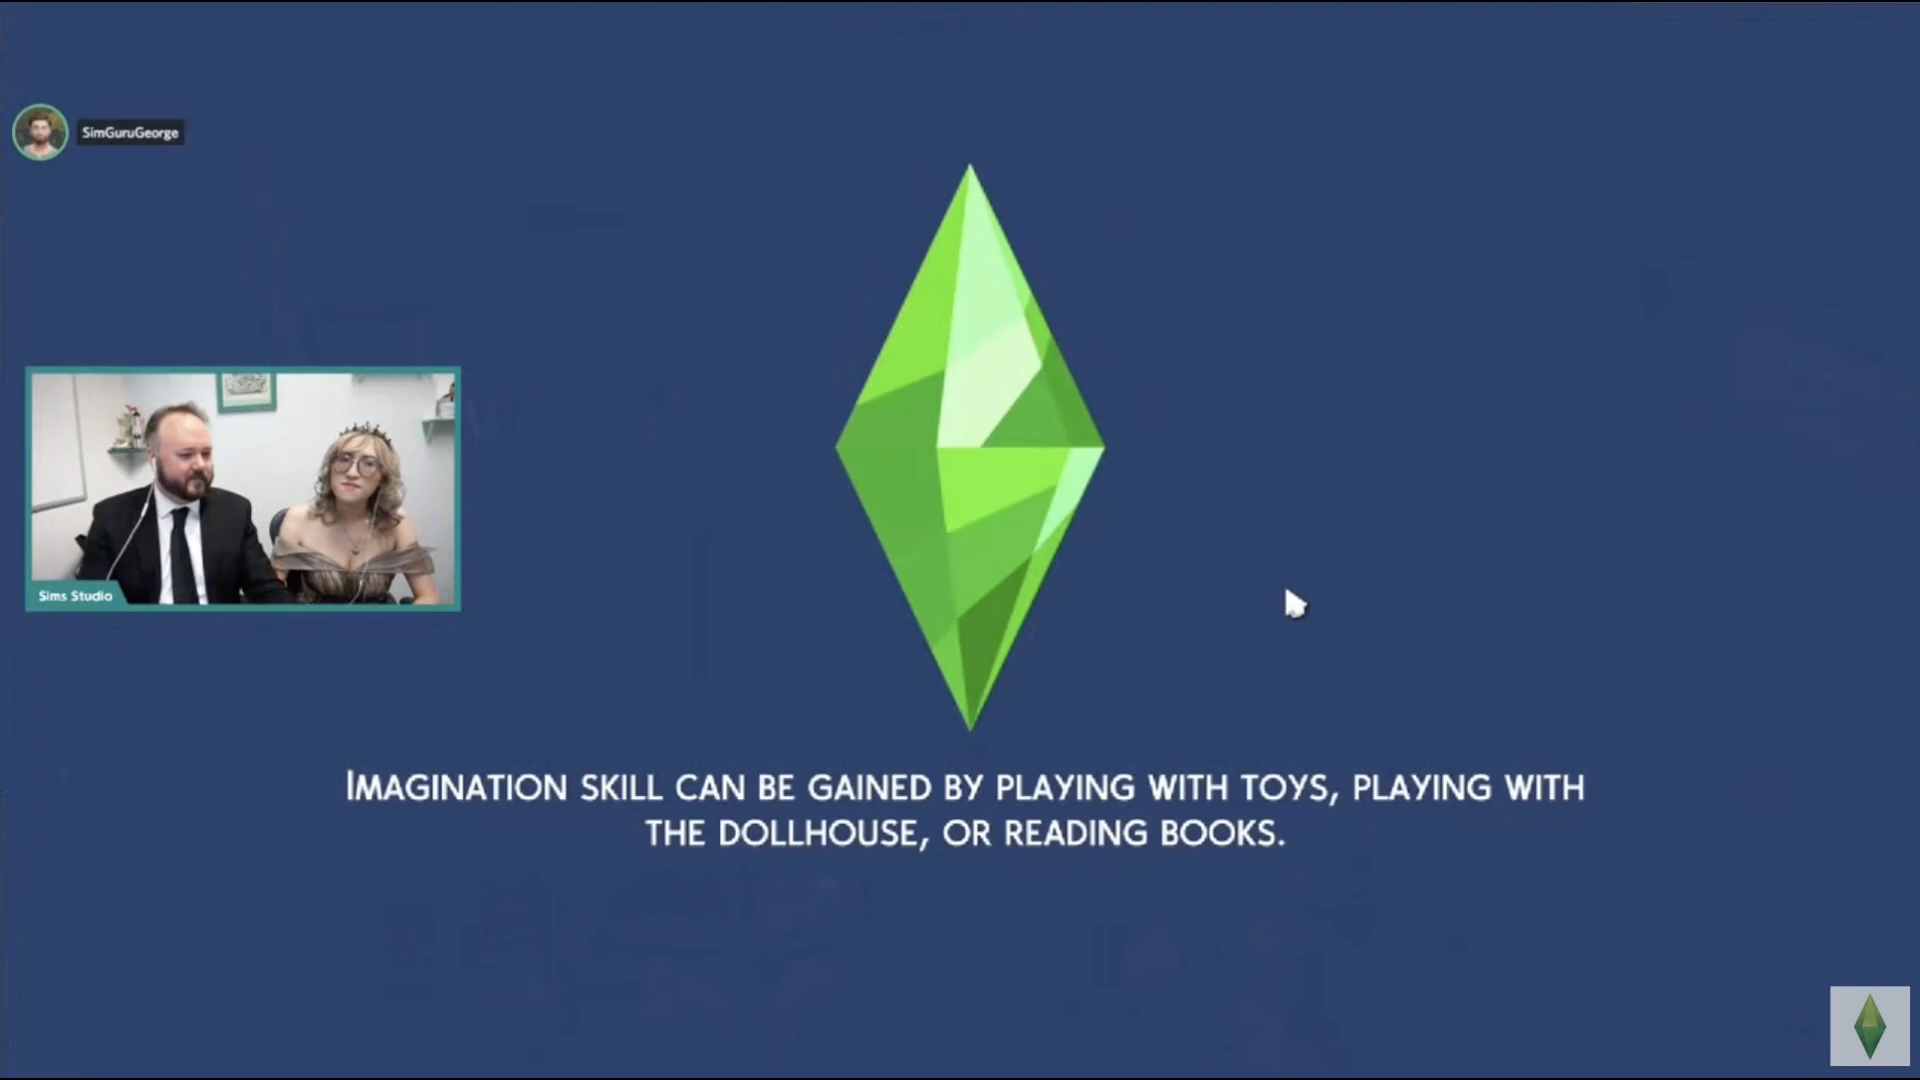 SimGuruGeorge
Sims Studio
IMAGINATION SKILL CAN BE GAINED BY PLAYING WITH TOYS, PLAYING WITH
THE DOLLHOUSE, OR READING BOOKS.